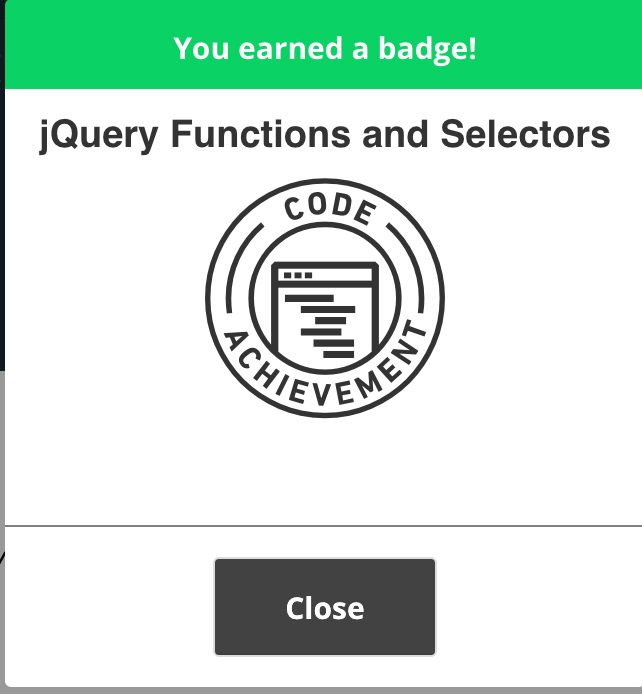 You earned a badge!
jQuery Functions and Selectors
CODE
ACHIEVEMENT
Close